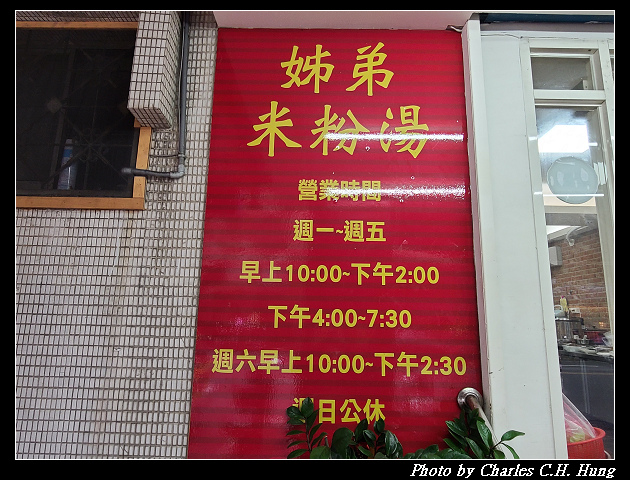 姊弟
米粉湯
營業時間
週一~週五
早上10:00~下午2:00
下午4:00~7:30
週六早上10:00~下午2:30
週日公休
Photo by Charles C.H. Hung